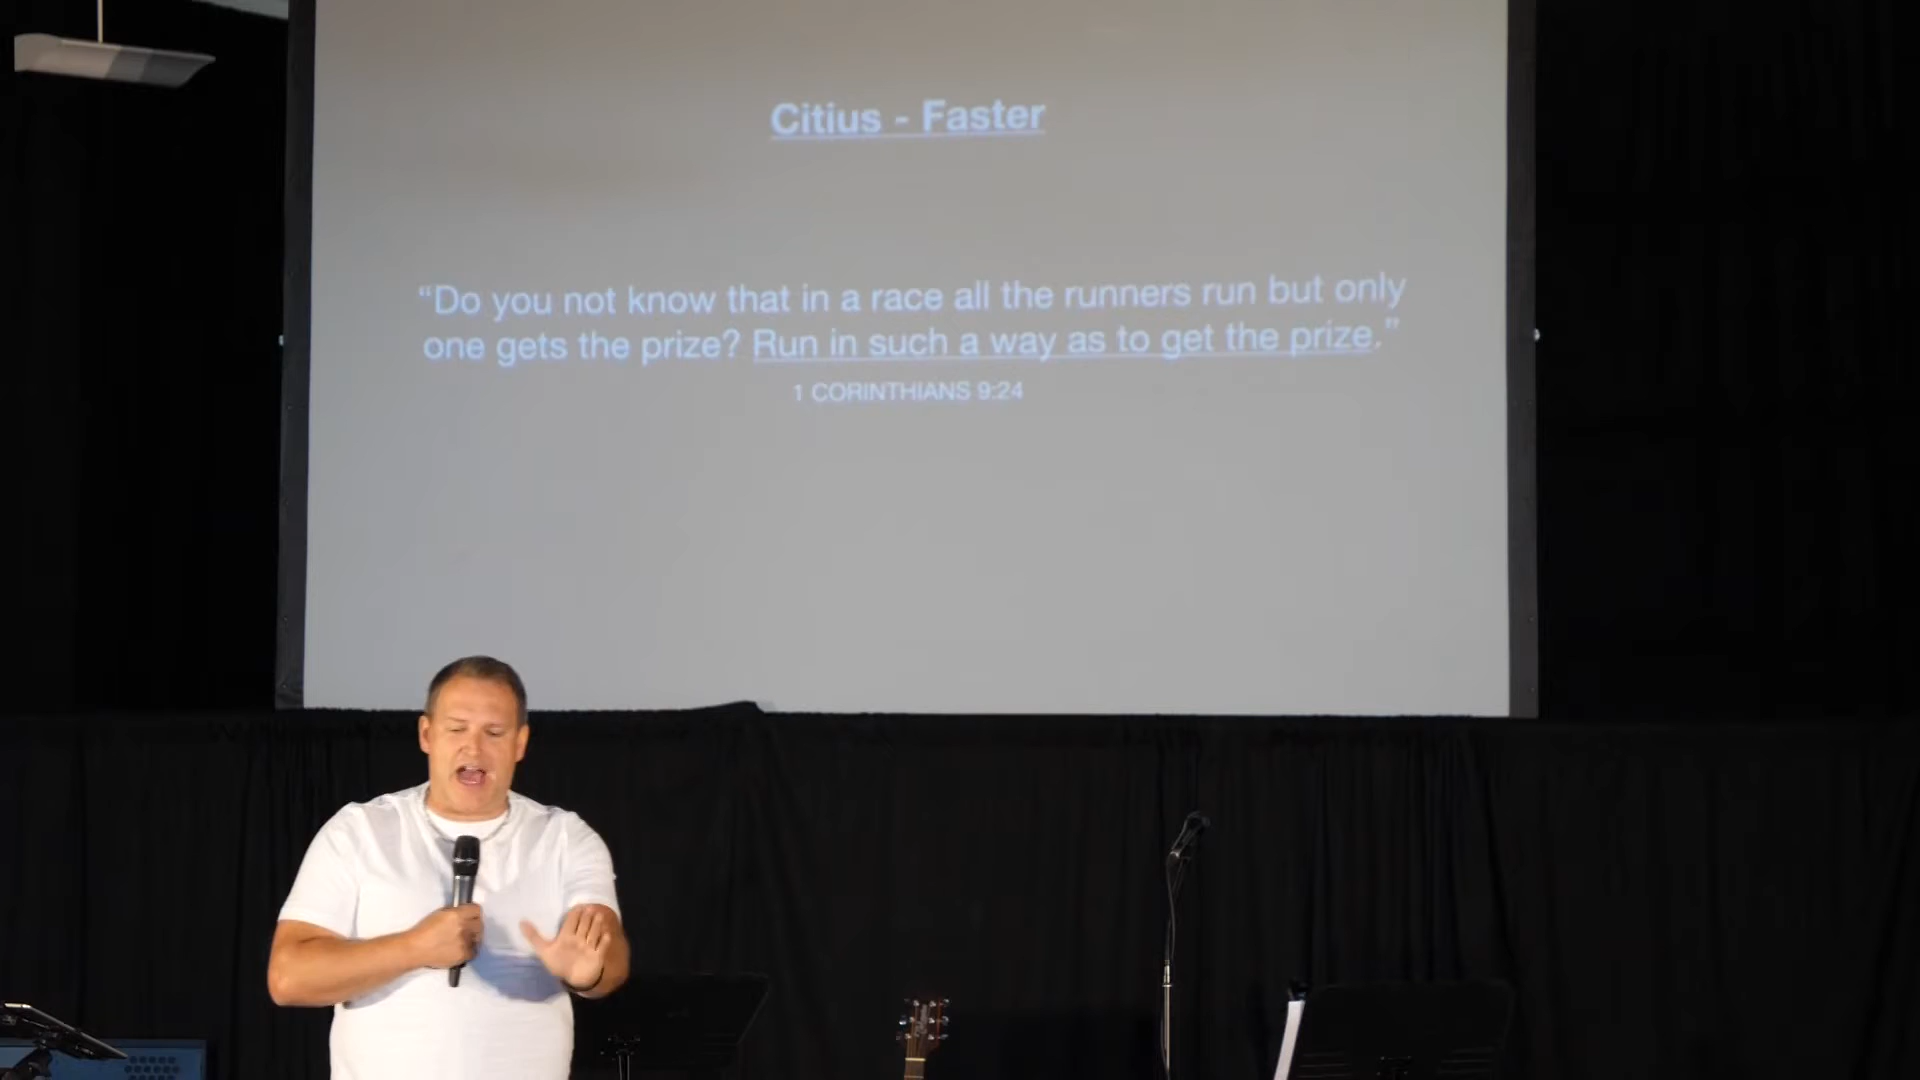 Citius - Faster
“Do you not know that in a race all the runners run but only
one gets the prize? Run in such a way as to get the prize.”
1 CORINTHIANS 9:24